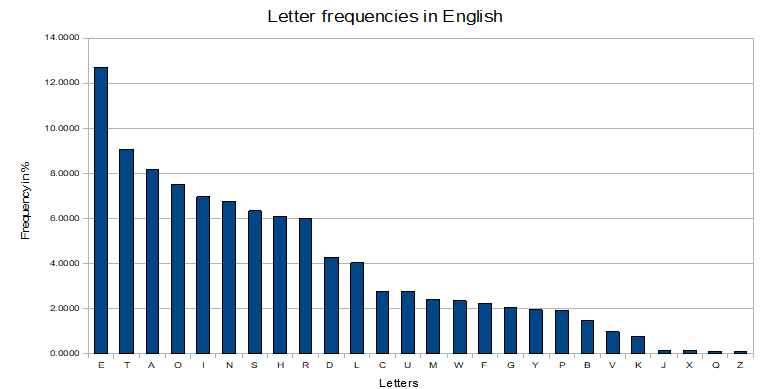 Letter frequencies in English
14.0000
12.0000
10.0000
8.0000
6.0000
4.0000
2.0000
0.0000
Frequency in %
E T A O I N S H R D L C U M W F G Y P B V K J X Q Z
Letters